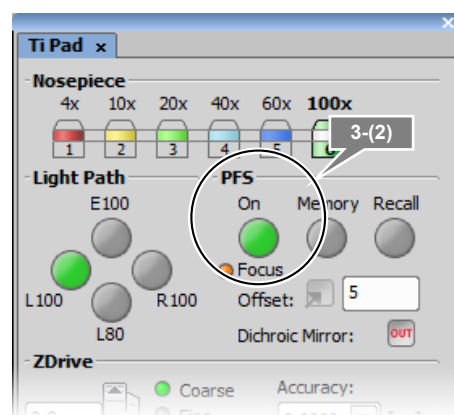 Ti Pad x
Nosepiece
4x 10x 20x 40x 60x 100x
3-(2)
1 2 3 4 5
Light Path PFS
E100 On Memory Recall
Focus
L100 R100 Offset: 5
L80 Dichroic Mirror: OUT
ZDrive
Coarse Accuracy: